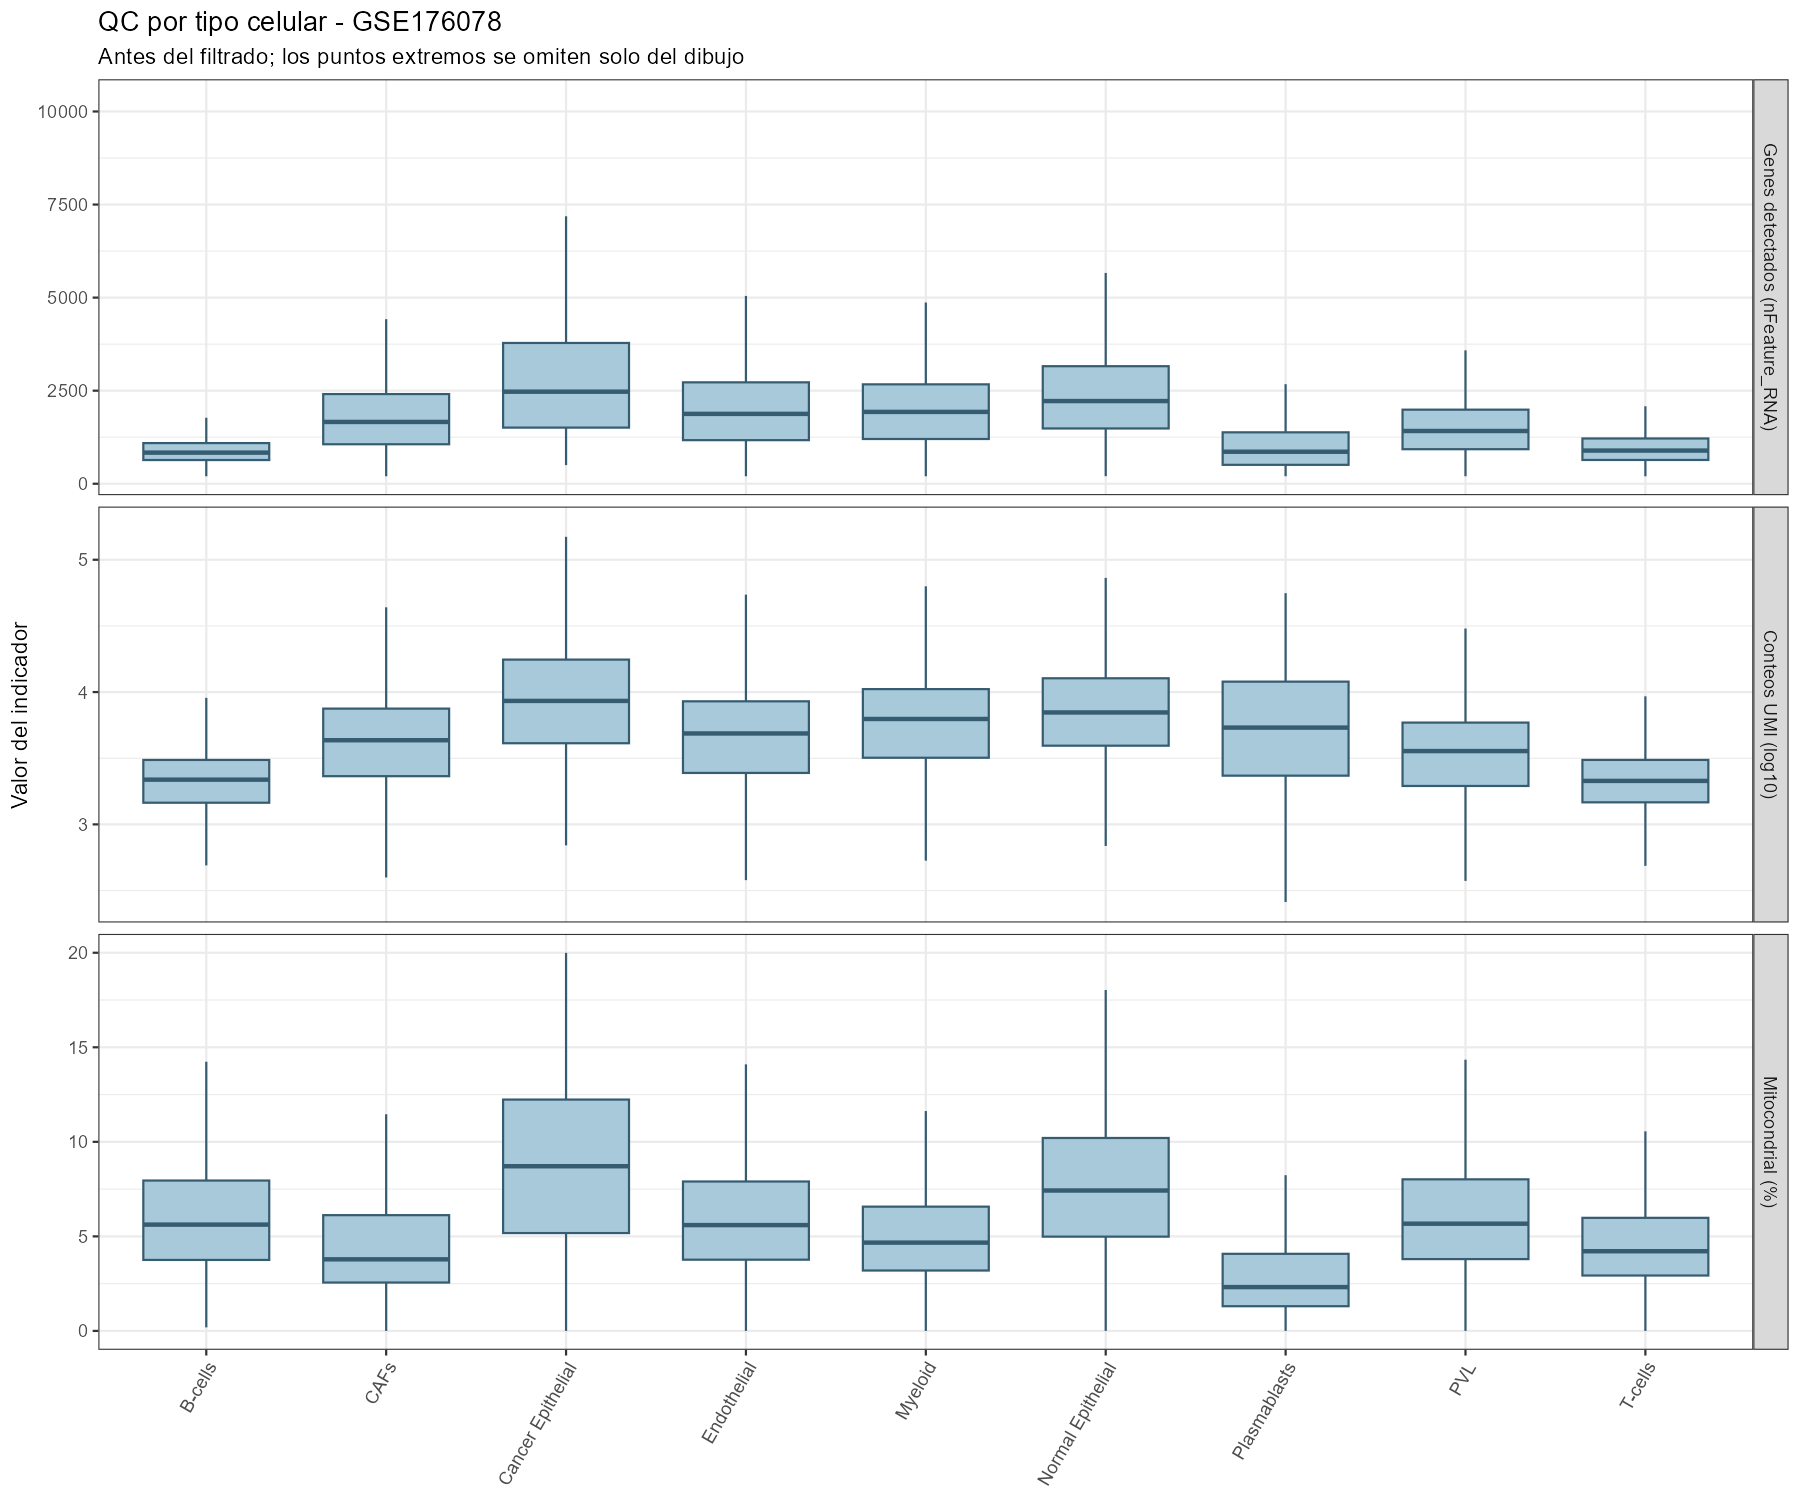 QC por tipo celular - GSE176078
Antes del filtrado; los puntos extremos se omiten solo del dibujo
Valor del indicador
10000
7500
5000
2500
0
Genes detectados (nFeature_RNA)
5
4
3
Conteos UMI (log10)
20
15
10
5
0
Mitocondrial (%)
B-cells
CAFs
Cancer Epithelial
Endothelial
Myeloid
Normal Epithelial
Plasmablasts
PVL
T-cells